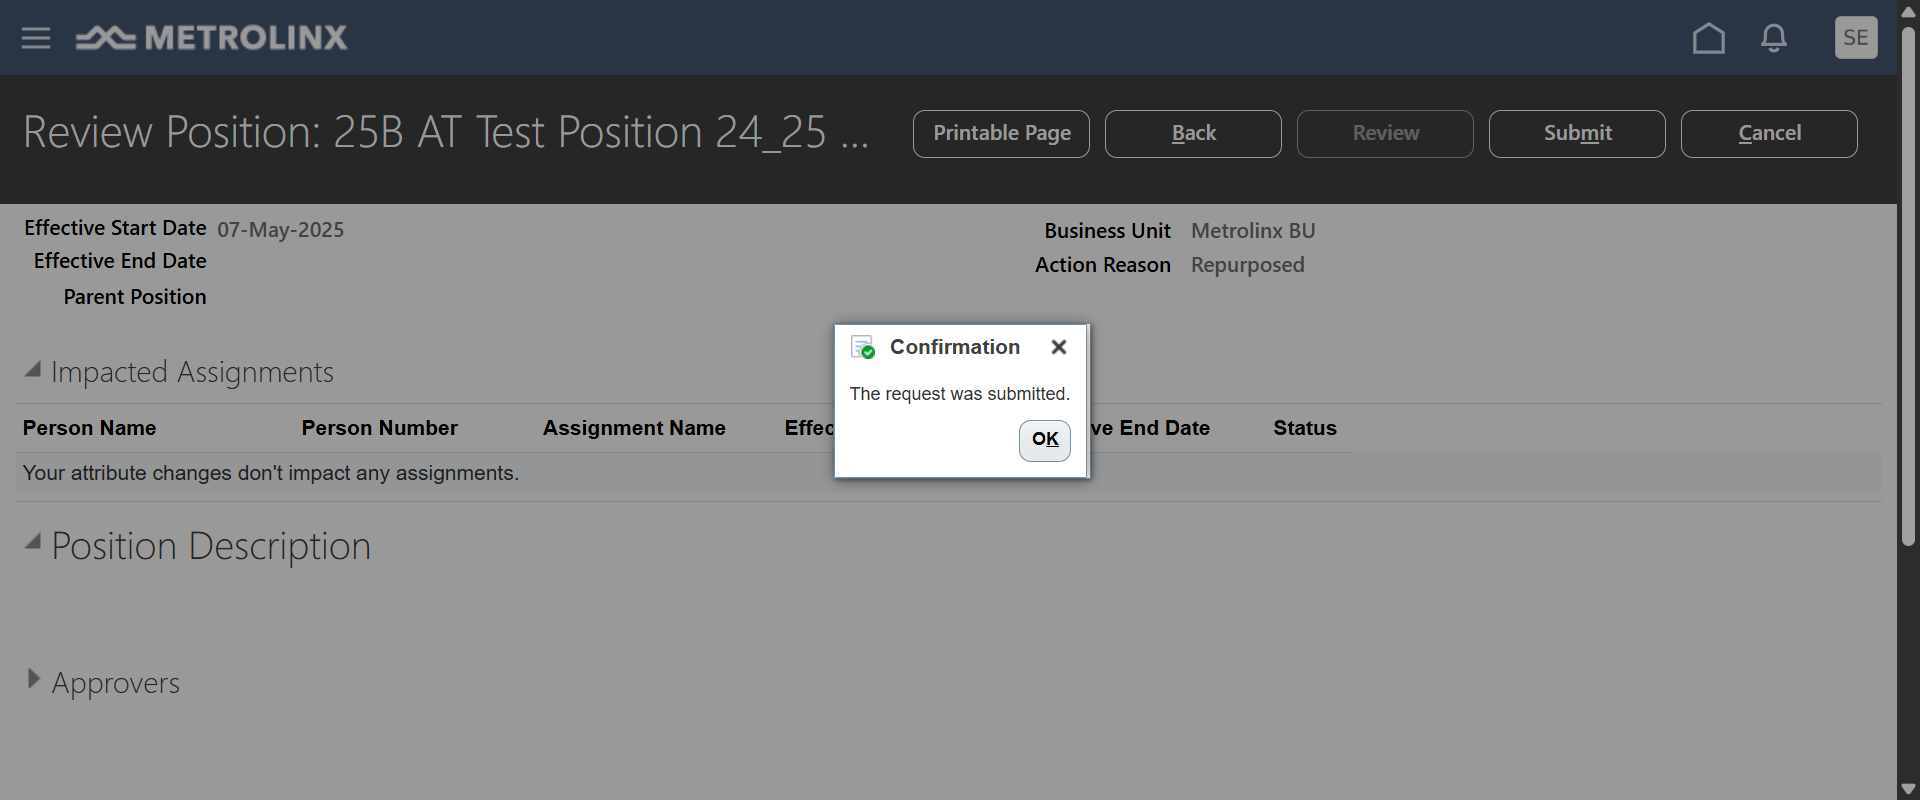 METROLINX
SE
Review Position: 25B AT Test Position 24_25 ...
Printable Page
Back
Review
Submit
Cancel
Effective Start Date 07-May-2025
Effective End Date
Parent Position
Business Unit Metrolinx BU
Action Reason Repurposed
Impacted Assignments
Person Name Person Number Assignment Name Effec ve End Date Status
Your attribute changes don't impact any assignments.
Confirmation
The request was submitted.
OK
Position Description
Approvers